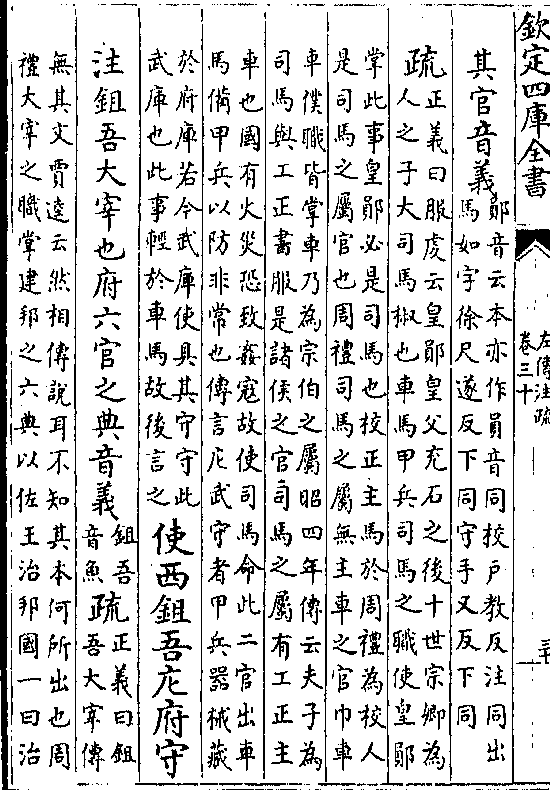 欽定四庫全書
左傳注疏
卷三十
其官音義
鄖音云本亦作員音同校戶教反注同出
馬如字徐尺遂反下同守手又反下同
疏
正義曰服虔云皇鄖皇父充石之後十世宗卿為
人之子大司馬椒也車馬甲兵司馬之職使皇鄖
掌此事皇鄖必是司馬也校正主馬於周禮為校人
是司馬之屬官也周禮司馬之屬無主車之官巾車
車僕職皆掌車乃為宗伯之屬昭四年傳云夫子為
司馬與工正書服是諸侯之官司馬之屬有工正主
車也國有火災恐致姦寇故使司馬命此二官出車
馬備甲兵以防非常也傳言庀武守者甲兵器械藏
於府庫若今武庫使具其守守此
武庫也此事輕於車馬故後言之
使西鉏吾庀府守
注鉏吾大宰也府六官之典音義
鉏吾
音魚
疏
正義曰鉏
吾大宰傳
無其文賈逵云然相傳說耳不知其本何所出也周
禮大宰之職掌建邦之六典以佐王治邦國一曰治